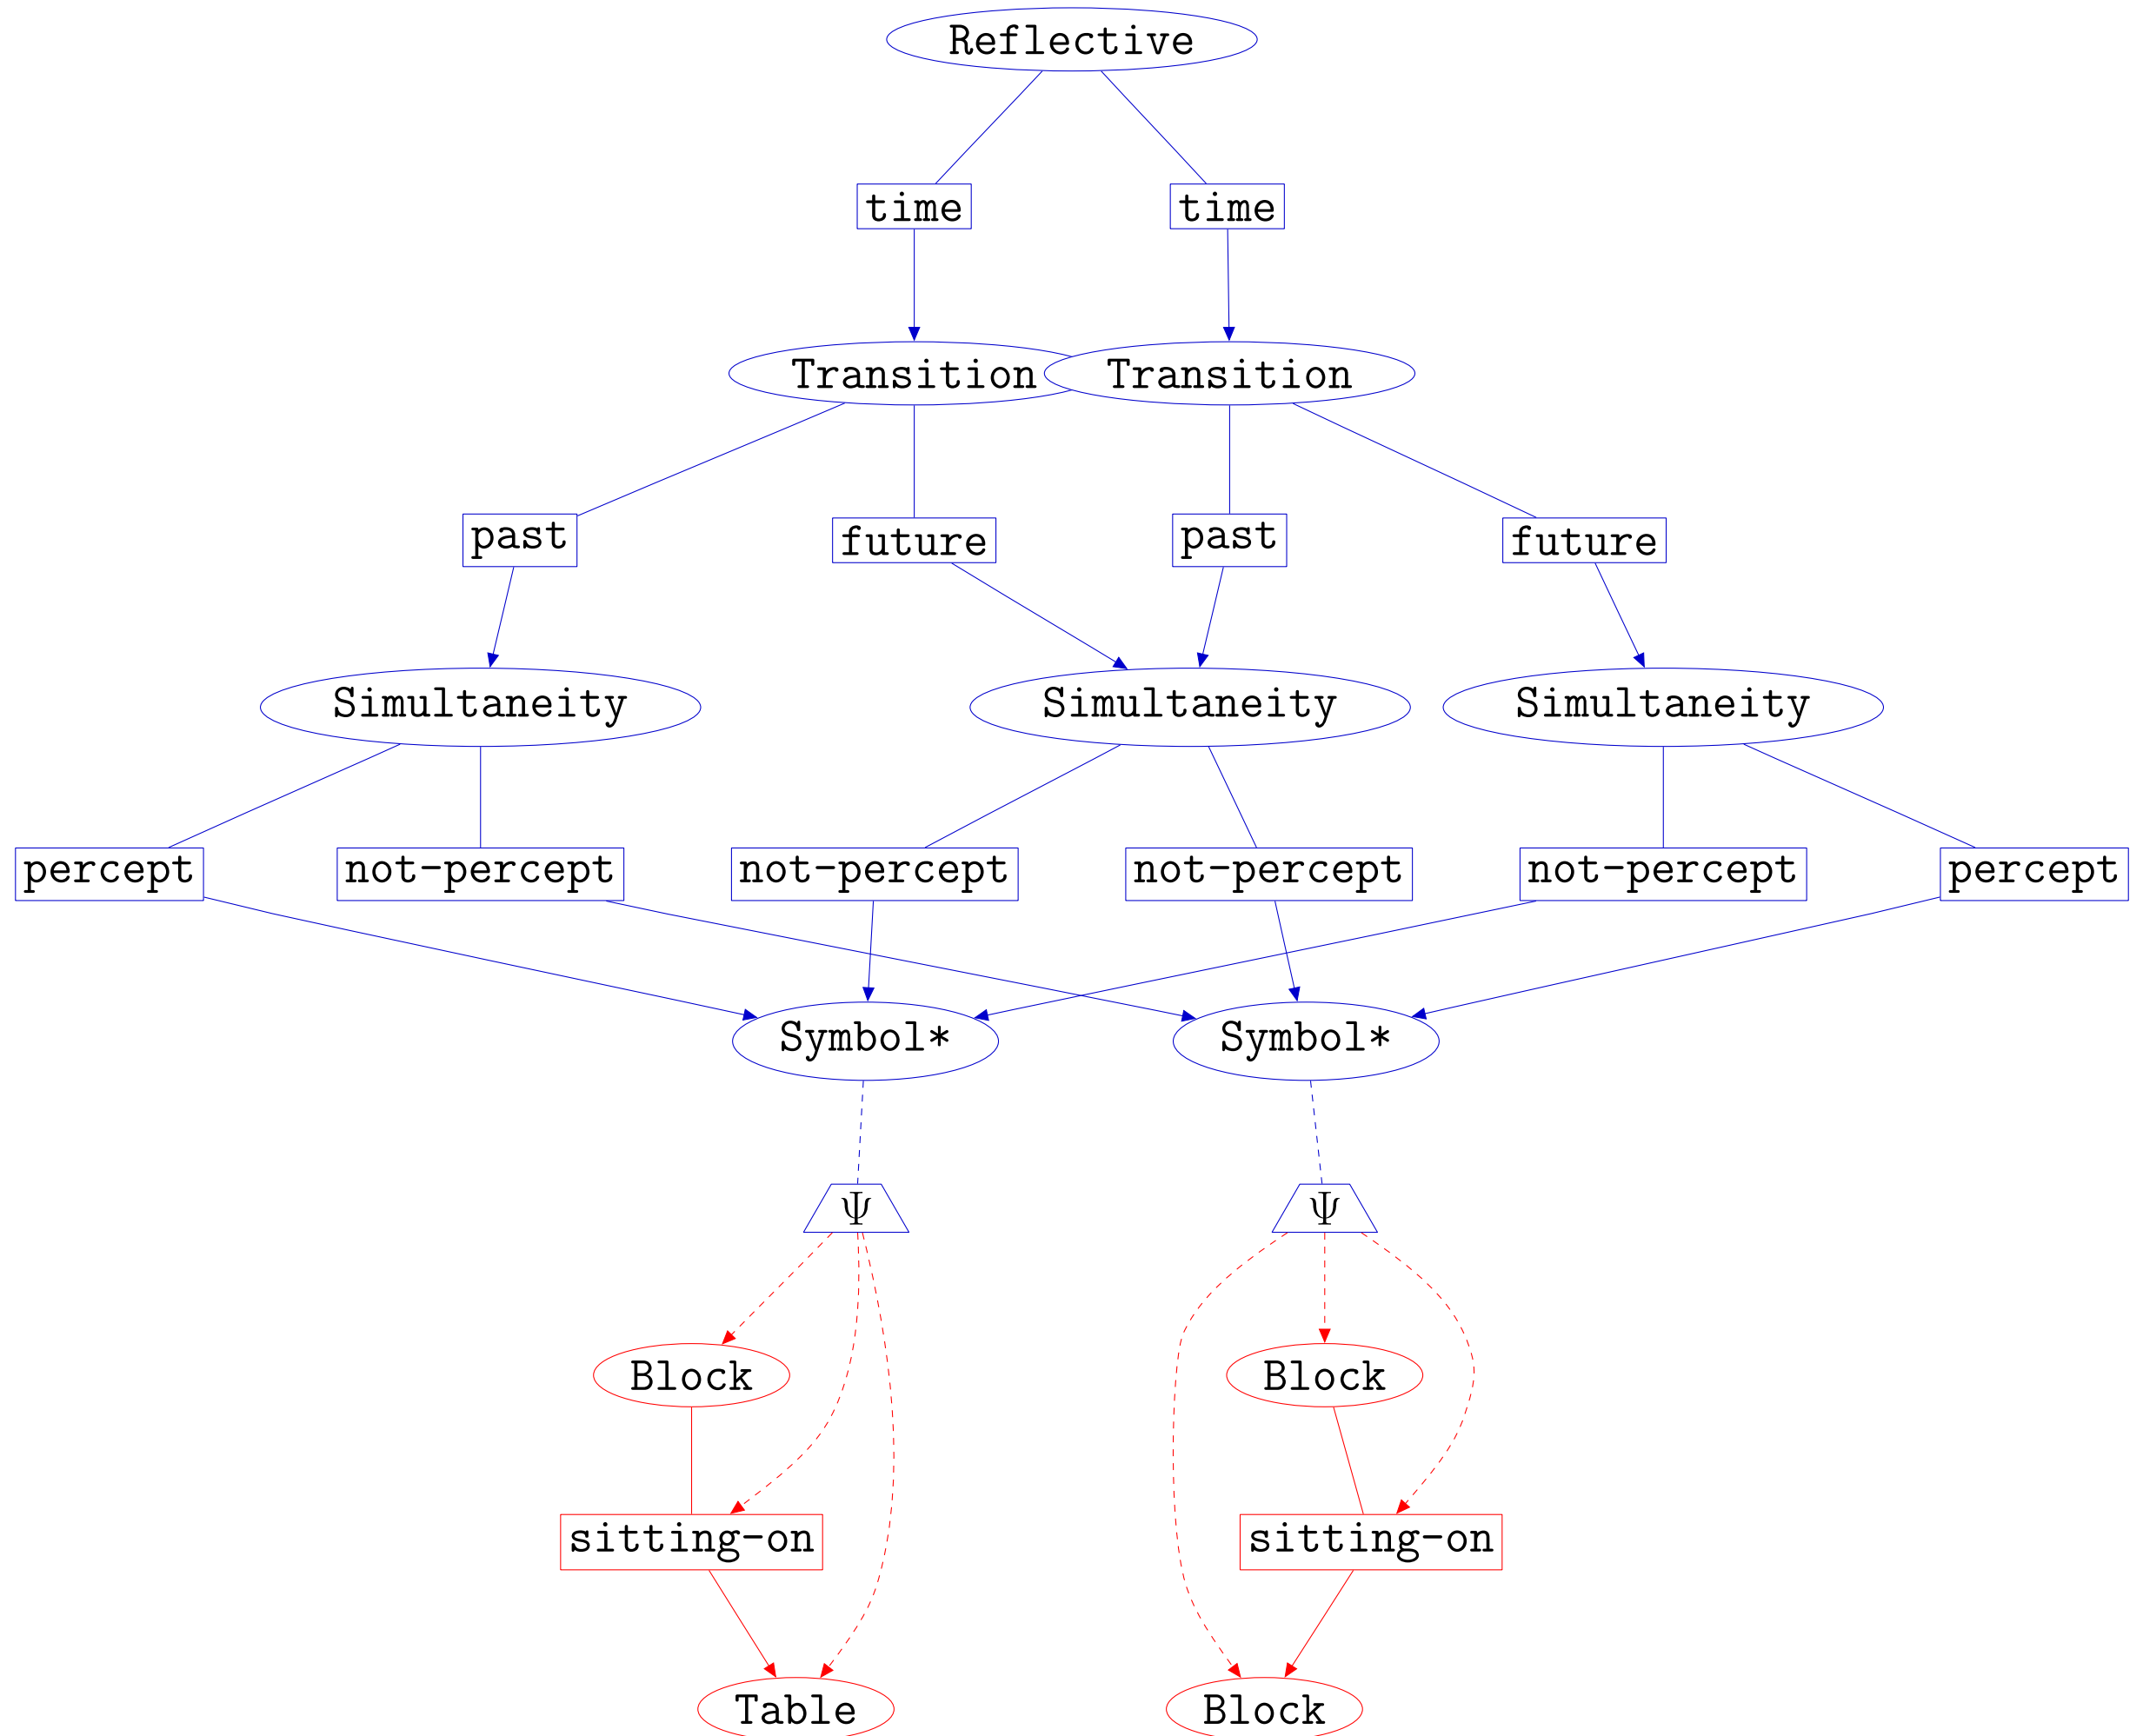 Reflective
time
time
Transition
Transition
past
future
past
future
Simultaneity
Simultaneity
Simultaneity
percept
not-percept
not-percept
not-percept
not-percept
percept
Symbol*
Symbol*
Ψ
Ψ
Block
Block
sitting-on
sitting-on
Table
Block